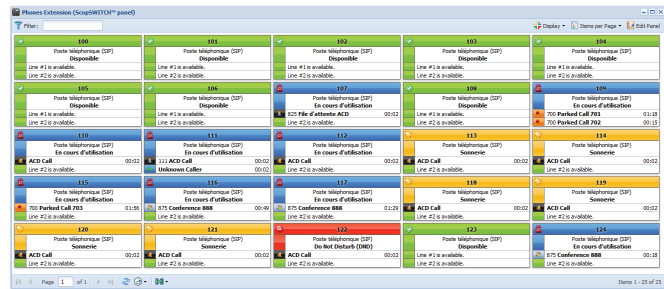 Phones Extension (ScopSWITCH™ panel)
Filter: Display Items per Page Edit Panel
100 101 102 103 104
Poste téléphonique (SIP) Poste téléphonique (SIP) Poste téléphonique (SIP) Poste téléphonique (SIP) Poste téléphonique (SIP)
Disponible Disponible Disponible Disponible Disponible
Line #1 is available. Line #1 is available. Line #1 is available. Line #1 is available. Line #1 is available.
Line #2 is available. Line #2 is available. Line #2 is available. Line #2 is available. Line #2 is available.
105 106 107 108 109
Poste téléphonique (SIP) Poste téléphonique (SIP) Poste téléphonique (SIP) Poste téléphonique (SIP) Poste téléphonique (SIP)
Disponible Disponible En cours d'utilisation Disponible En cours d'utilisation
Line #1 is available. Line #1 is available. 825 File d'attente ACD 00:02 Line #1 is available. 700 Parked Call 701 01:18
Line #2 is available. Line #2 is available. Line #2 is available. Line #2 is available. 700 Parked Call 702 00:15
110 111 112 113 114
Poste téléphonique (SIP) Poste téléphonique (SIP) Poste téléphonique (SIP) Poste téléphonique (SIP) Poste téléphonique (SIP)
En cours d'utilisation En cours d'utilisation En cours d'utilisation Sonnerie Sonnerie
ACD Call 00:02 111 ACD Call 00:02 ACD Call 00:02 ACD Call 00:02 ACD Call 00:02
Line #2 is available. Unknown Caller 00:02 Line #2 is available. Line #2 is available. Line #2 is available.
115 116 117 118 119
Poste téléphonique (SIP) Poste téléphonique (SIP) Poste téléphonique (SIP) Poste téléphonique (SIP) Poste téléphonique (SIP)
En cours d'utilisation En cours d'utilisation En cours d'utilisation Sonnerie Sonnerie
700 Parked Call 703 01:56 875 Conference 888 00:49 875 Conference 888 01:29 ACD Call 00:02 ACD Call 00:02
Line #2 is available. Line #2 is available. Line #2 is available. Line #2 is available. Line #2 is available.
120 121 122 123 124
Poste téléphonique (SIP) Poste téléphonique (SIP) Poste téléphonique (SIP) Poste téléphonique (SIP) Poste téléphonique (SIP)
Sonnerie Sonnerie Do Not Disturb (DND) Disponible En cours d'utilisation
ACD Call 00:02 ACD Call 00:02 ACD Call 00:02 Line #1 is available. 875 Conference 888 00:18
Line #2 is available. Line #2 is available. Line #2 is available. Line #2 is available. Line #2 is available.
Page 1 of 1 Items 1 - 25 of 25